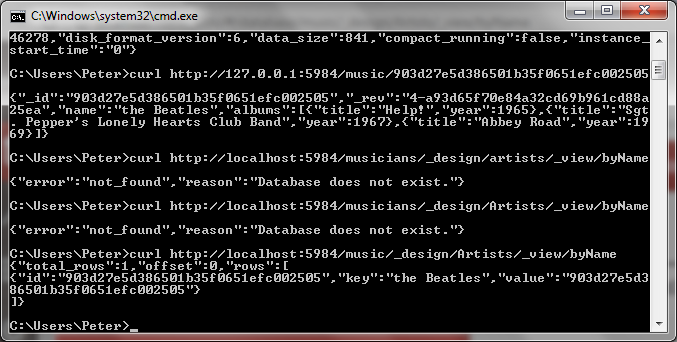 C:\Windows\system32\cmd.exe
46278,"disk_format_version":6,"data_size":841,"compact_running":false,"instance_
start_time":"0"}
C:\Users\Peter>curl http://127.0.0.1:5984/music/903d27e5d386501b35f0651efc002505
{"_id":"903d27e5d386501b35f0651efc002505","_rev":"4-a93d65f70e84a32cd69b961cd88a
25ea","name":"the Beatles","albums":[{"title":"Help!","year":1965},{"title":"Sgt
. Pepper's Lonely Hearts Club Band","year":1967},{"title":"Abbey Road","year":19
69}]}
C:\Users\Peter>curl http://localhost:5984/musicians/_design/artists/_view/byName
{"error":"not_found","reason":"Database does not exist."}
C:\Users\Peter>curl http://localhost:5984/musicians/_design/Artists/_view/byName
{"error":"not_found","reason":"Database does not exist."}
C:\Users\Peter>curl http://localhost:5984/music/_design/Artists/_view/byName
{"total_rows":1,"offset":0,"rows":[
{"id":"903d27e5d386501b35f0651efc002505","key":"the Beatles","value":"903d27e5d3
86501b35f0651efc002505"}
]}
C:\Users\Peter>_